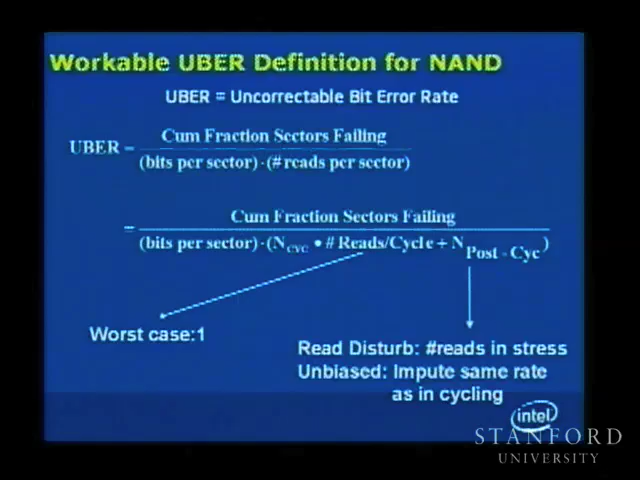 Workable UBER Definition for NAND
UBER = Uncorrectable Bit Error Rate
UBER = Cum Fraction Sectors Failing
(bits per sector)·(#reads per sector)
= Cum Fraction Sectors Failing
(bits per sector)·(N_CYC • # Reads/Cycle + N_Post-Cyc)
Worst case:1
Read Disturb: #reads in stress
Unbiased: Impute same rate
as in cycling
intel
STANFORD
UNIVERSITY